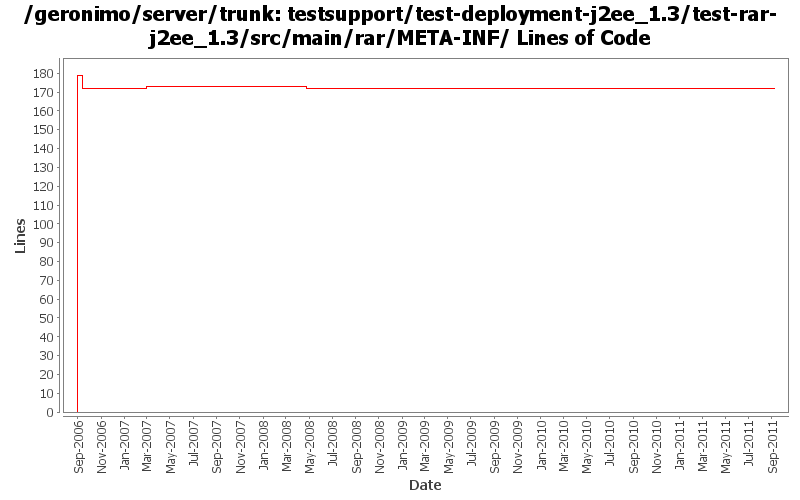 /geronimo/server/trunk: testsupport/test-deployment-j2ee_1.3/test-rar-
j2ee_1.3/src/main/rar/META-INF/ Lines of Code
Lines
180
170
160
150
140
130
120
110
100
90
80
70
60
50
40
30
20
10
0
Sep-2006
Nov-2006
Jan-2007
Mar-2007
May-2007
Jul-2007
Sep-2007
Nov-2007
Jan-2008
Mar-2008
May-2008
Jul-2008
Sep-2008
Nov-2008
Jan-2009
Mar-2009
May-2009
Jul-2009
Sep-2009
Nov-2009
Jan-2010
Mar-2010
May-2010
Jul-2010
Sep-2010
Nov-2010
Jan-2011
Mar-2011
May-2011
Jul-2011
Sep-2011
Date